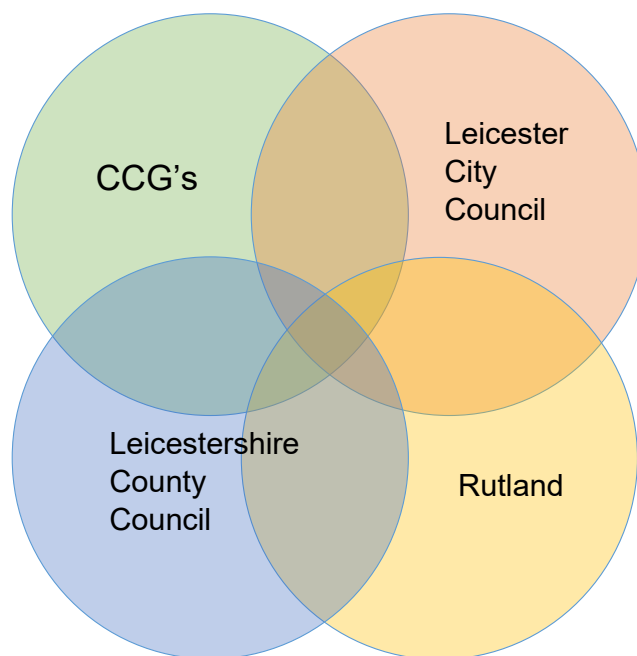 CCG’s
Leicester
City
Council
Leicestershire
County
Council
Rutland